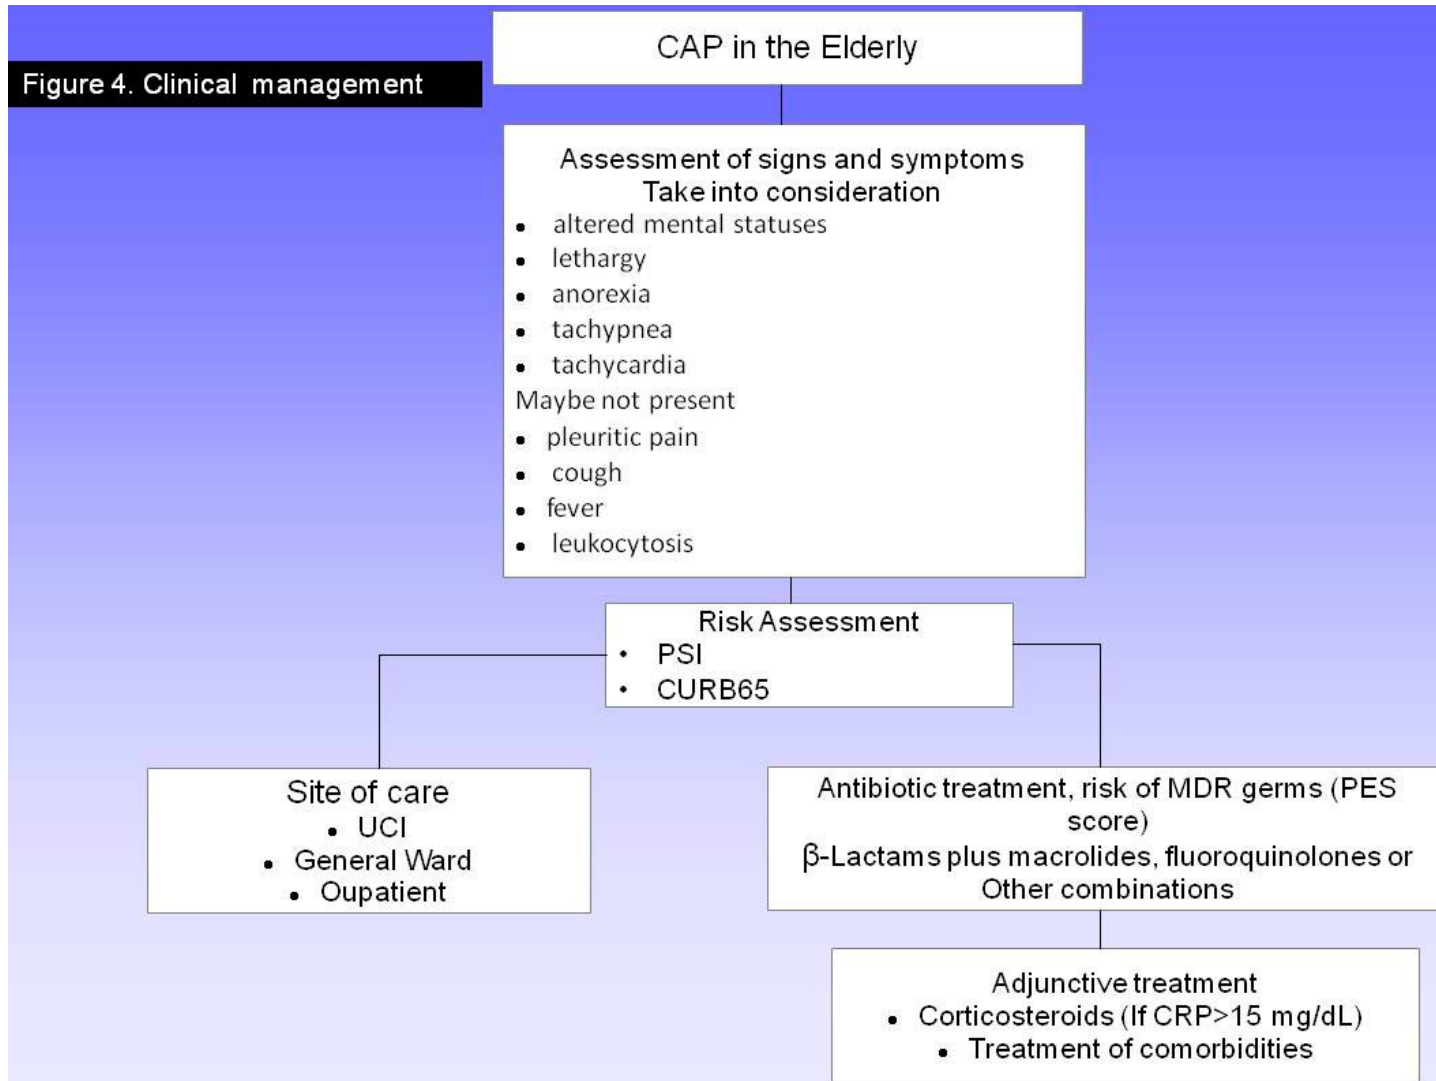 CAP in the Elderly
Figure 4. Clinical management
Assessment of signs and symptoms
Take into consideration
• altered mental statuses
• lethargy
• anorexia
• tachypnea
• tachycardia
Maybe not present
• pleuritic pain
• cough
• fever
• leukocytosis
Risk Assessment
• PSI
• CURB65
Site of care
• UCI
• General Ward
• Oupatient
Antibiotic treatment, risk of MDR germs (PES
score)
β-Lactams plus macrolides, fluoroquinolones or
Other combinations
Adjunctive treatment
• Corticosteroids (If CRP>15 mg/dL)
• Treatment of comorbidities